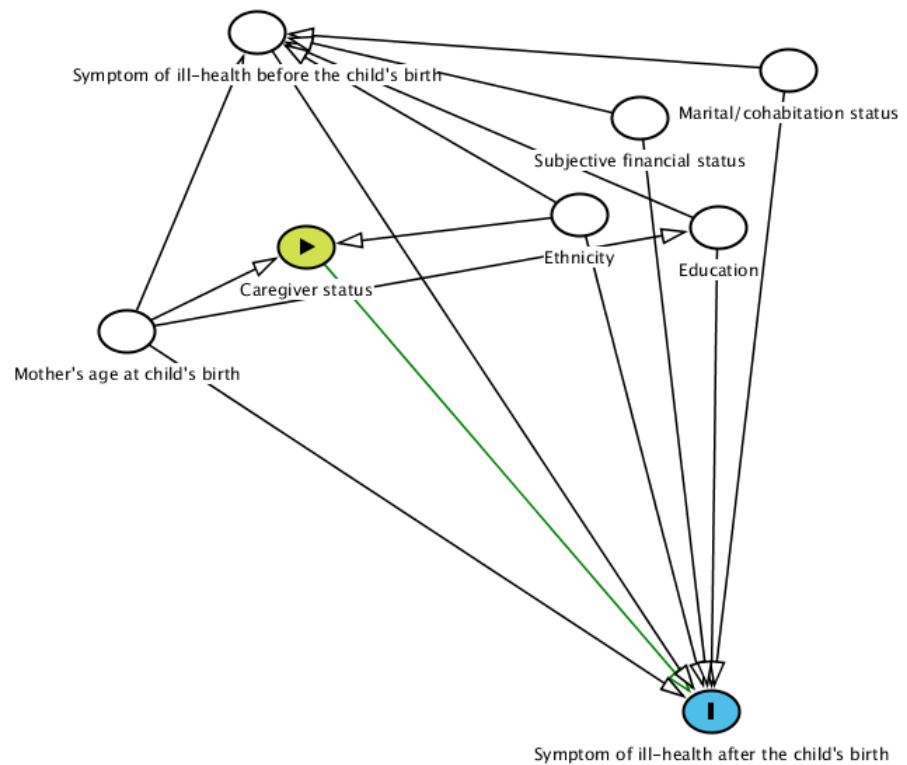 Symptom of ill-health before the child's birth
Marital/cohabitation status
Subjective financial status
Ethnicity
Education
Caregiver status
Mother's age at child's birth
Symptom of ill-health after the child's birth